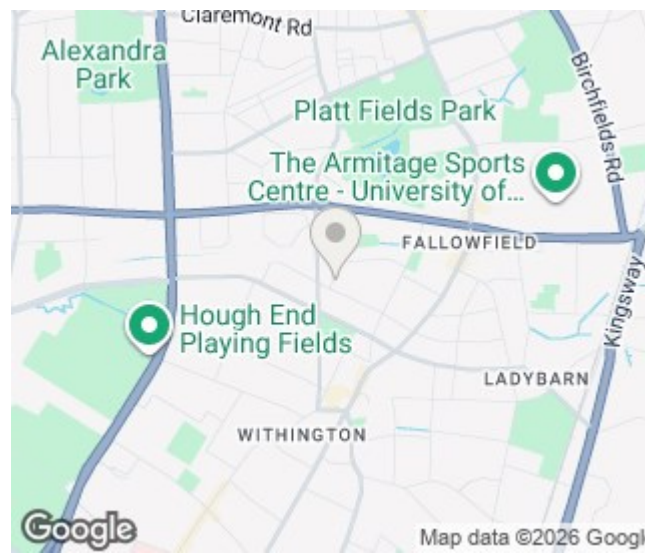 Claremont Rd
Alexandra
Park
Birchfields Rd
Platt Fields Park
The Armitage Sports
Centre - University of...
FALLOWFIELD
Kingsway
Hough End
Playing Fields
LADYBARN
WITHINGTON
Google
Map data ©2026 Googl